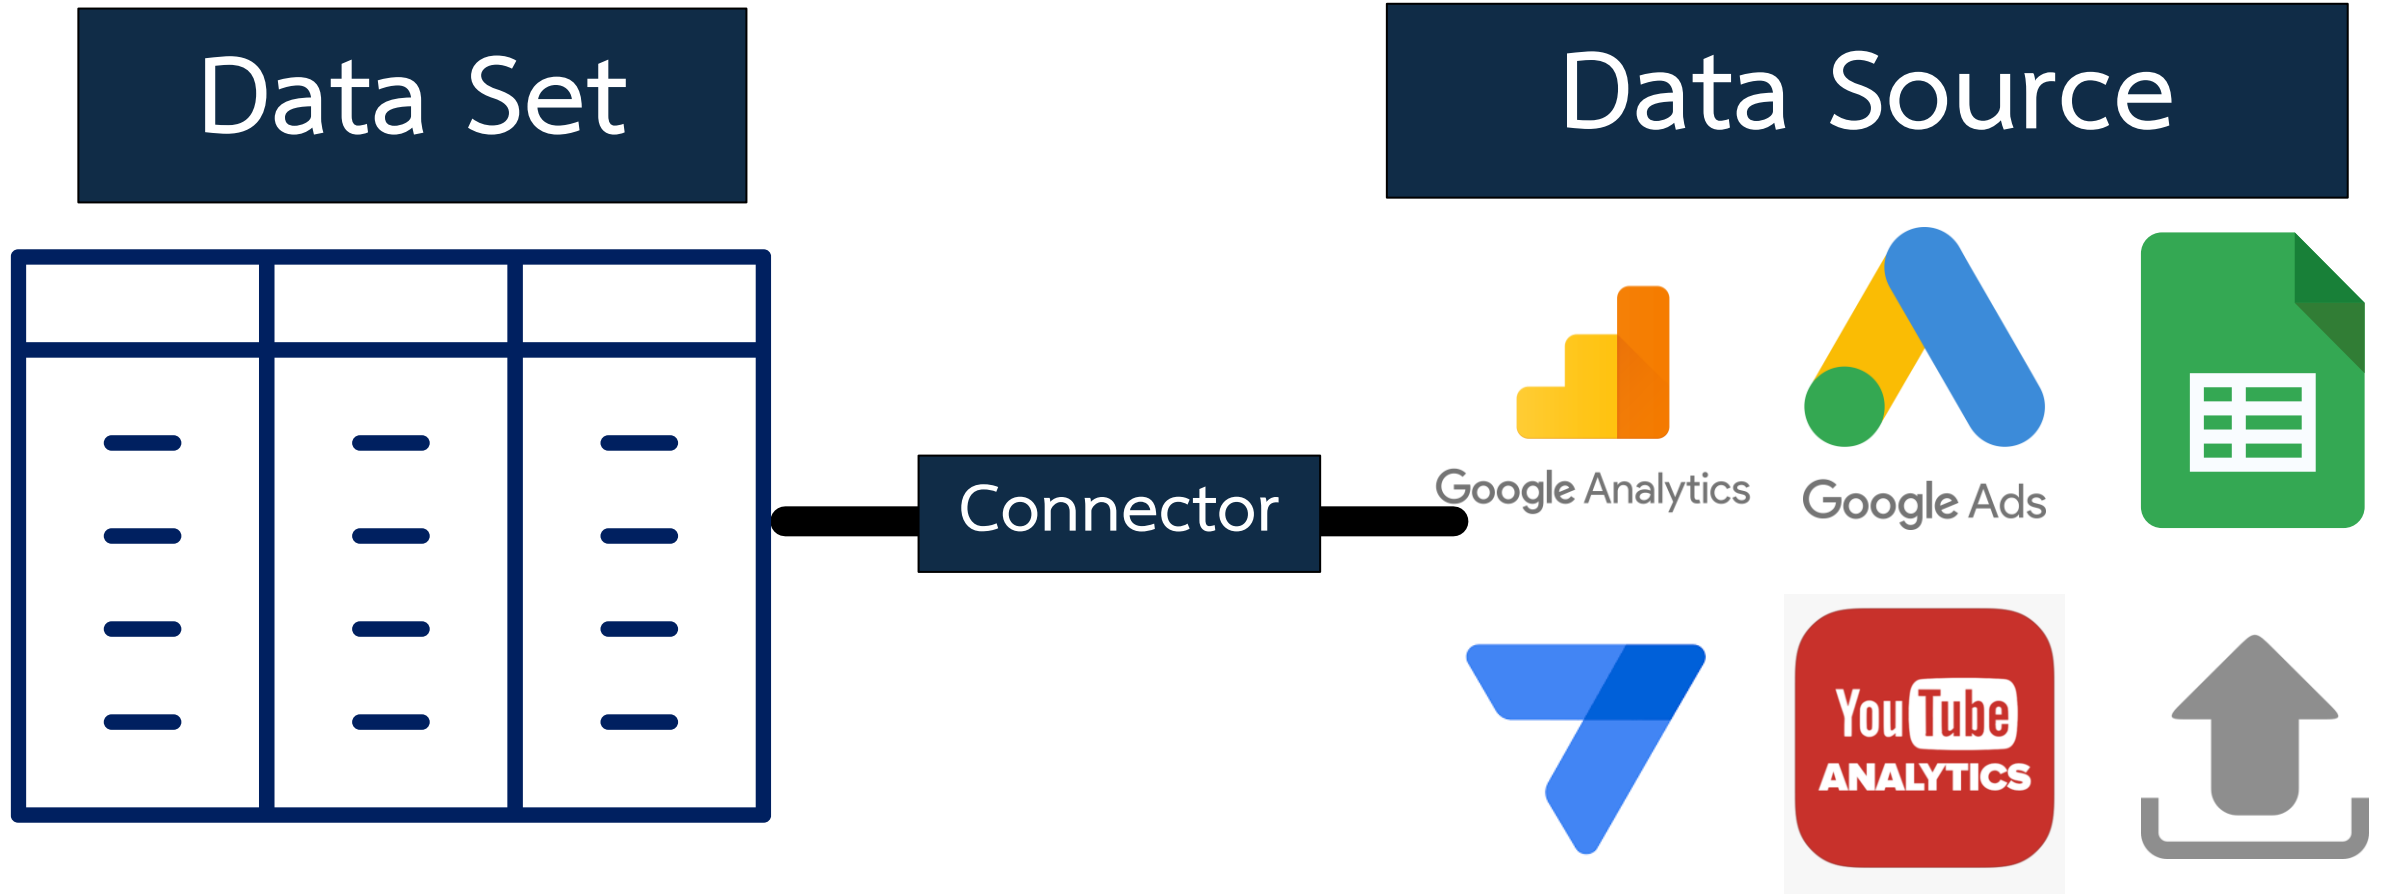 Data Set
Data Source
Connector
Google Analytics
Google Ads
YouTube
ANALYTICS